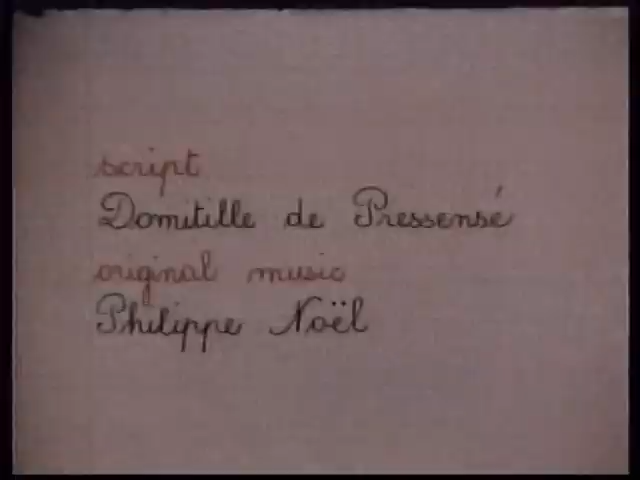 script
Domitille de Pressensé
original music
Philippe Noël